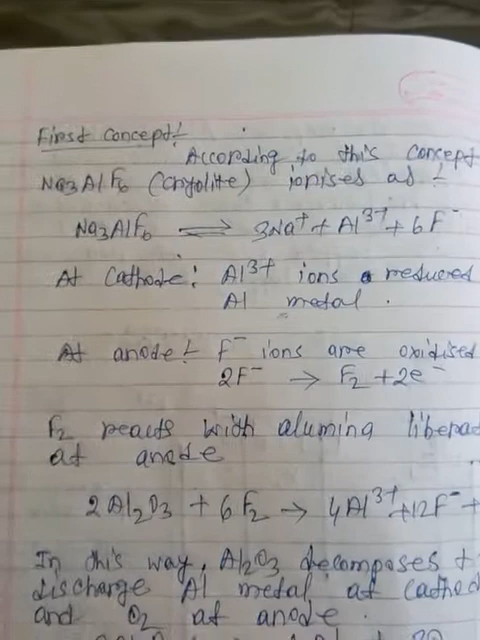 First concept:
According to this concept
Na3AlF6 (cryolite) ionises as :
Na3AlF6 ⇌ 3Na+ + Al3+ + 6F-
At cathode: Al3+ ions reduced
Al metal.
At anode: F- ions are oxidised
2F- → F2 + 2e-
F2 reacts with alumina liberat
at anode
2Al2O3 + 6F2 → 4Al3+ + 12F- +
In this way, Al2O3 decomposes t
discharge Al metal at cathod
and O2 at anode.